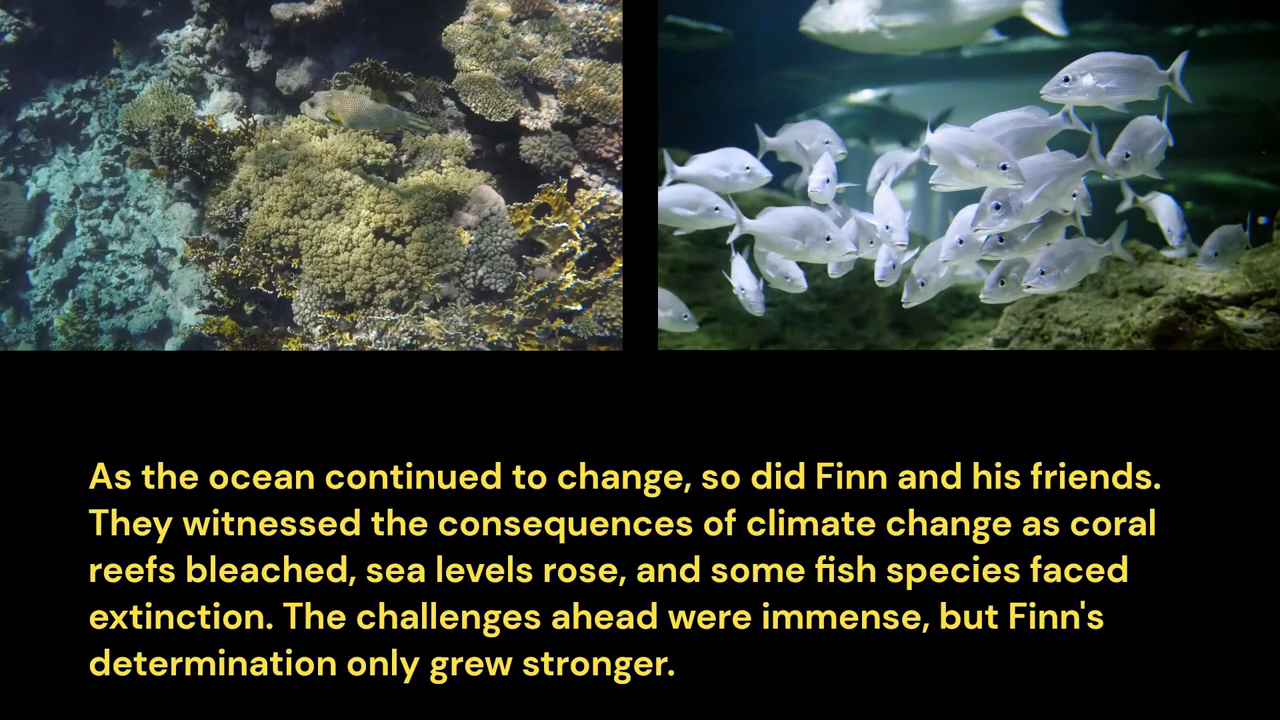 As the ocean continued to change, so did Finn and his friends.
They witnessed the consequences of climate change as coral
reefs bleached, sea levels rose, and some fish species faced
extinction. The challenges ahead were immense, but Finn's
determination only grew stronger.